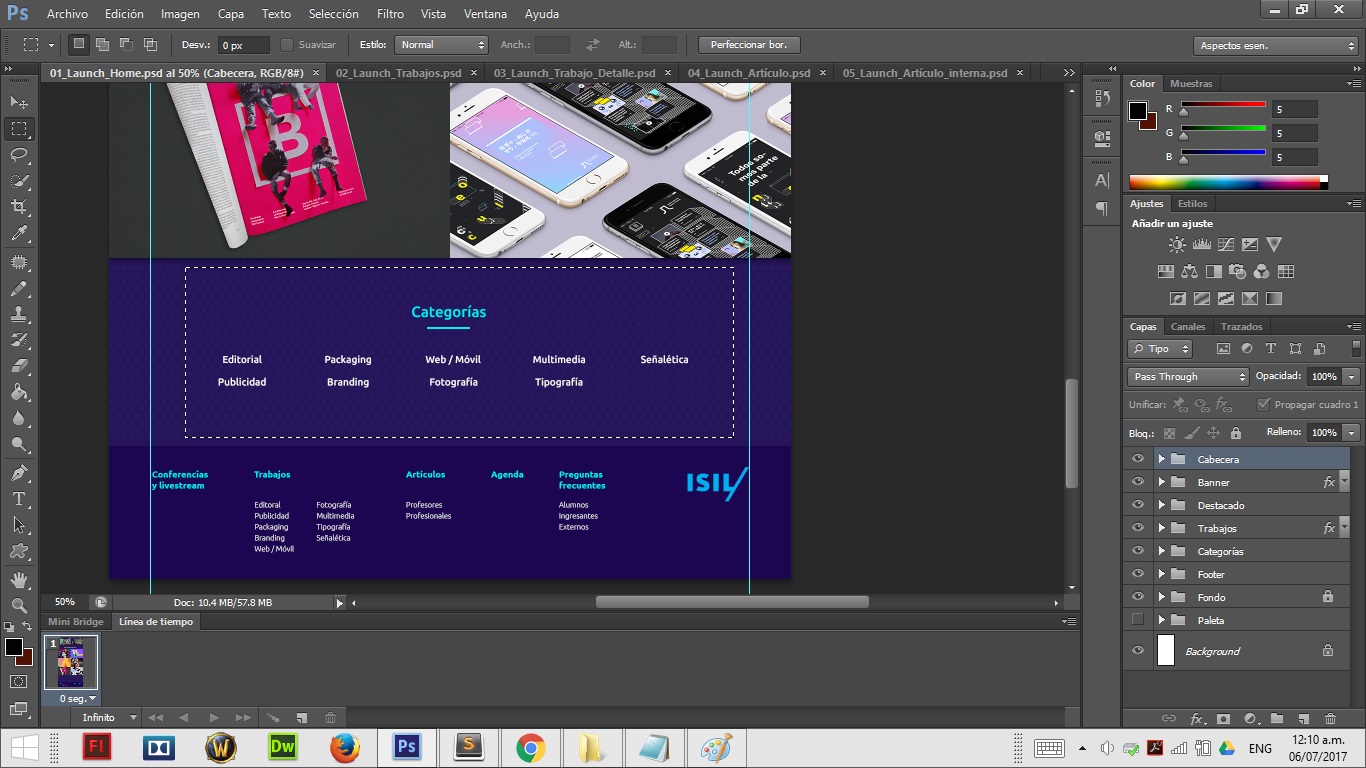 Ps Archivo Edición Imagen Capa Texto Selección Filtro Vista Ventana Ayuda
Desv.: 0 px Suavizar Estilo: Normal Anch.: Alt.: Perfeccionar bor. Aspectos esen.
01_Launch_Home.psd al 50% (Cabecera, RGB/8#) × 02_Launch_Trabajos.psd × 03_Launch_Trabajo_Detalle.psd × 04_Launch_Artículo.psd × 05_Launch_Artículo_interna.psd ×
B
Todos so-
mos parte
de la
Categorías
Editorial Packaging Web / Móvil Multimedia Señalética
Publicidad Branding Fotografía Tipografía
Conferencias
y livestream
Trabajos
Editoral Fotografía
Publicidad Multimedia
Packaging Tipografía
Branding Señalética
Web / Móvil
Artículos
Profesores
Profesionales
Agenda
Preguntas
frecuentes
Alumnos
Ingresantes
Externos
ISIL
50% Doc: 10.4 MB/57.8 MB
Mini Bridge Línea de tiempo
1
0 seg.
Infinito
Color Muestras
R 5
G 5
B 5
Ajustes Estilos
Añadir un ajuste
Capas Canales Trazados
Tipo
Pass Through Opacidad: 100%
Unificar: Propagar cuadro 1
Bloq.: Relleno: 100%
Cabecera
Banner fx
Destacado
Trabajos fx
Categorías
Footer
Fondo
Paleta
Background
fx
Fl W Dw Ps S
ENG 12:10 a.m.
06/07/2017